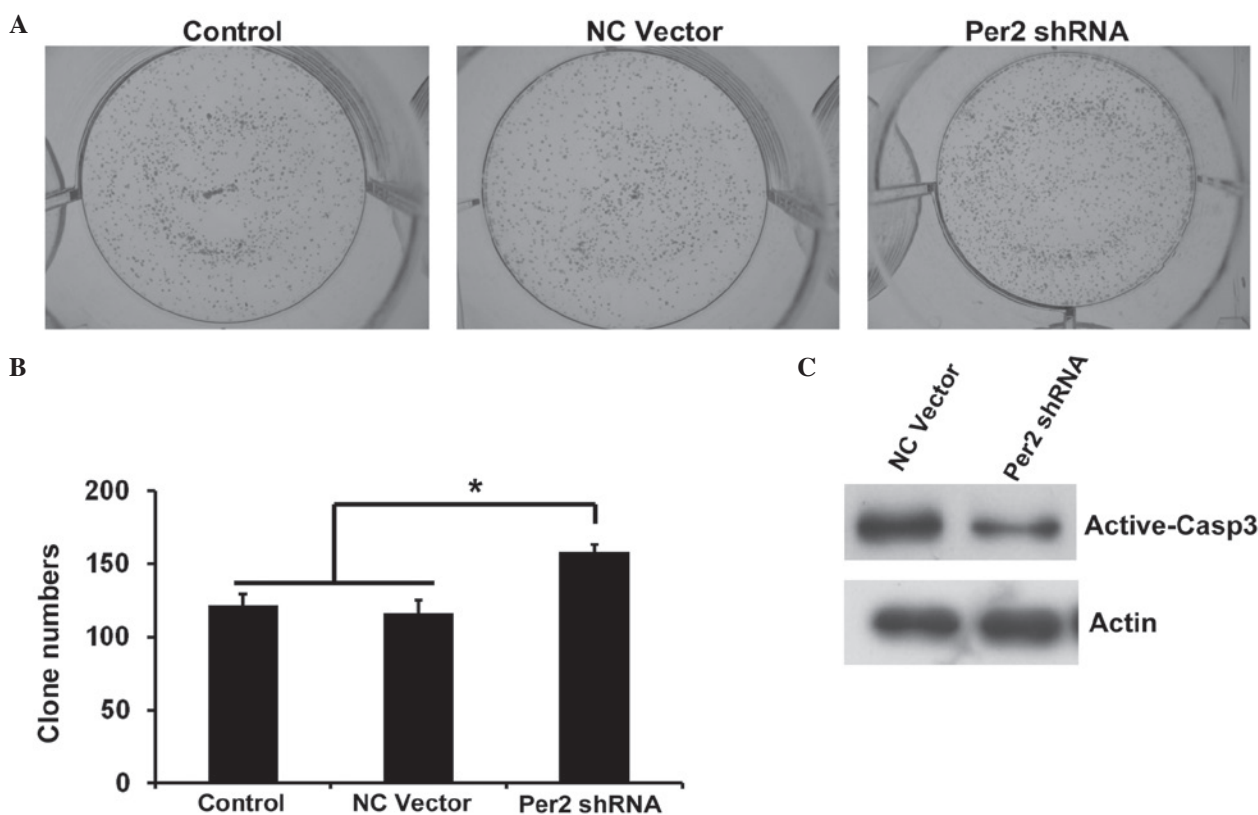 A
Control
NC Vector
Per2 shRNA
B
Clone numbers
200
150
100
50
0
*
Control
NC Vector
Per2 shRNA
C
NC Vector
Per2 shRNA
Active-Casp3
Actin